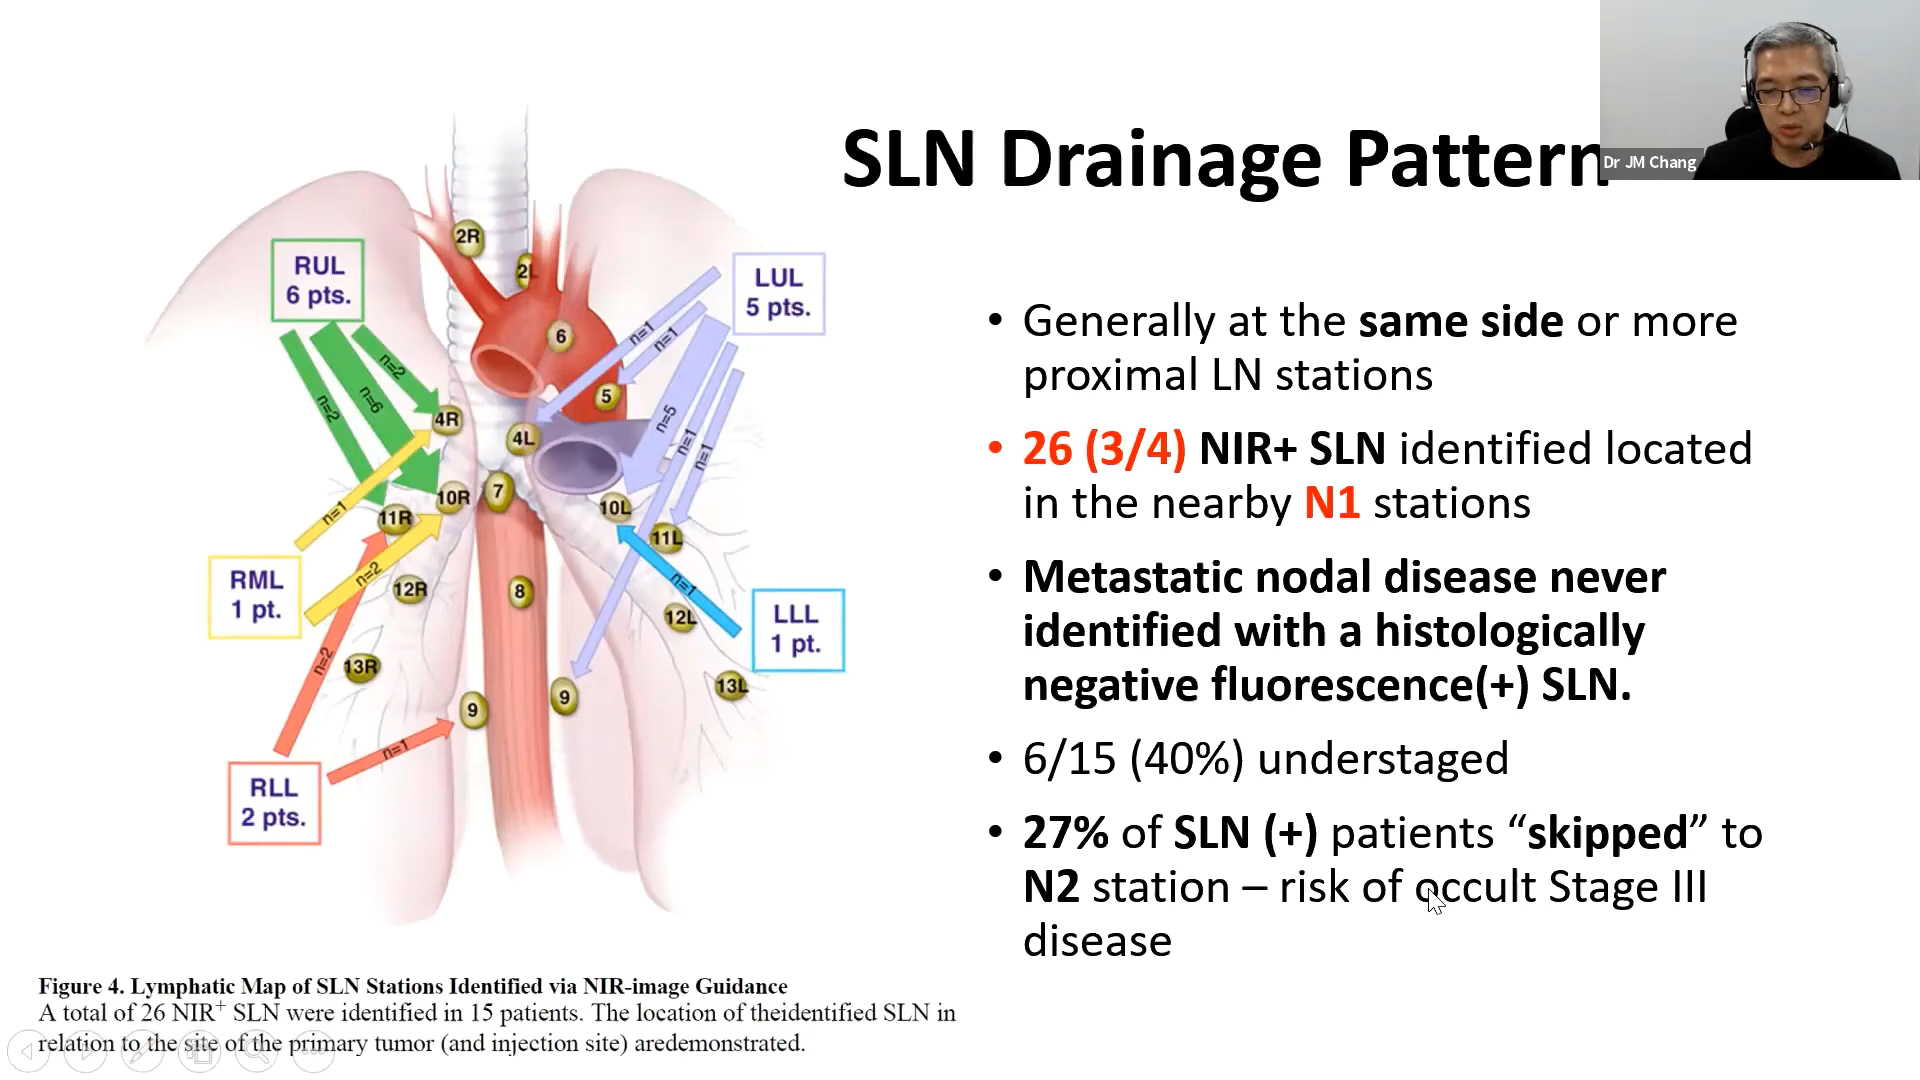 SLN Drainage Pattern
Dr JM Chang
2R
2L
RUL
6 pts.
LUL
5 pts.
6
5
n=1
n=1
n=2
n=6
n=2
n=5
n=1
n=1
4R
4L
10R
7
10L
11R
11L
n=1
n=2
n=1
RML
1 pt.
12R
8
12L
LLL
1 pt.
n=2
13R
13L
9
9
n=1
RLL
2 pts.
• Generally at the same side or more
proximal LN stations
• 26 (3/4) NIR+ SLN identified located
in the nearby N1 stations
• Metastatic nodal disease never
identified with a histologically
negative fluorescence(+) SLN.
• 6/15 (40%) understaged
• 27% of SLN (+) patients “skipped” to
N2 station – risk of occult Stage III
disease
Figure 4. Lymphatic Map of SLN Stations Identified via NIR-image Guidance
A total of 26 NIR+ SLN were identified in 15 patients. The location of theidentified SLN in
relation to the site of the primary tumor (and injection site) aredemonstrated.